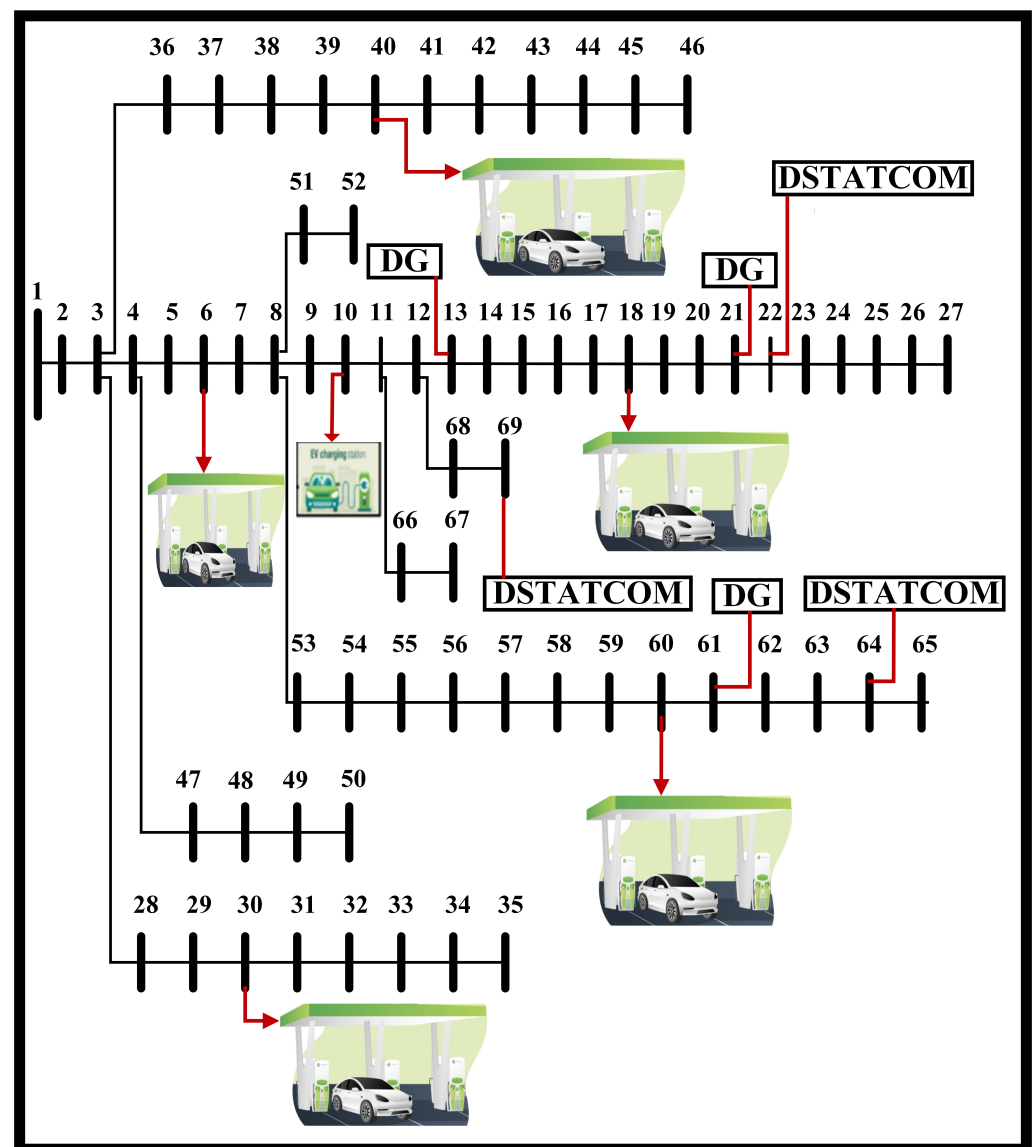 36 37 38 39 40 41 42 43 44 45 46
51 52
DSTATCOM
DG
DG
1
2 3 4 5 6 7 8 9 10 11 12 13 14 15 16 17 18 19 20 21 22 23 24 25 26 27
68 69
EV charging station
66 67
DSTATCOM
DG
DSTATCOM
53 54 55 56 57 58 59 60 61 62 63 64 65
47 48 49 50
28 29 30 31 32 33 34 35